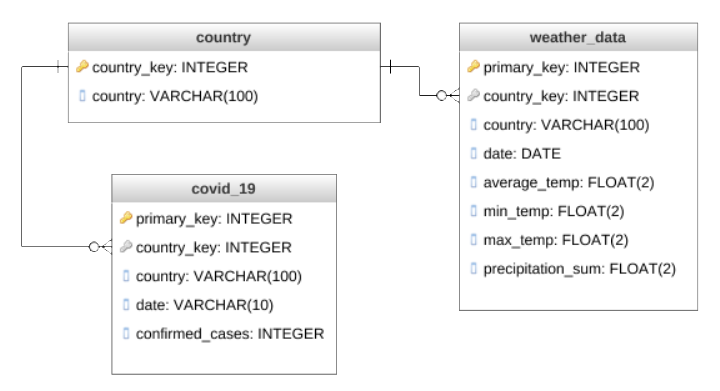 country
country_key: INTEGER
country: VARCHAR(100)
weather_data
primary_key: INTEGER
country_key: INTEGER
country: VARCHAR(100)
date: DATE
average_temp: FLOAT(2)
min_temp: FLOAT(2)
max_temp: FLOAT(2)
precipitation_sum: FLOAT(2)
covid_19
primary_key: INTEGER
country_key: INTEGER
country: VARCHAR(100)
date: VARCHAR(10)
confirmed_cases: INTEGER